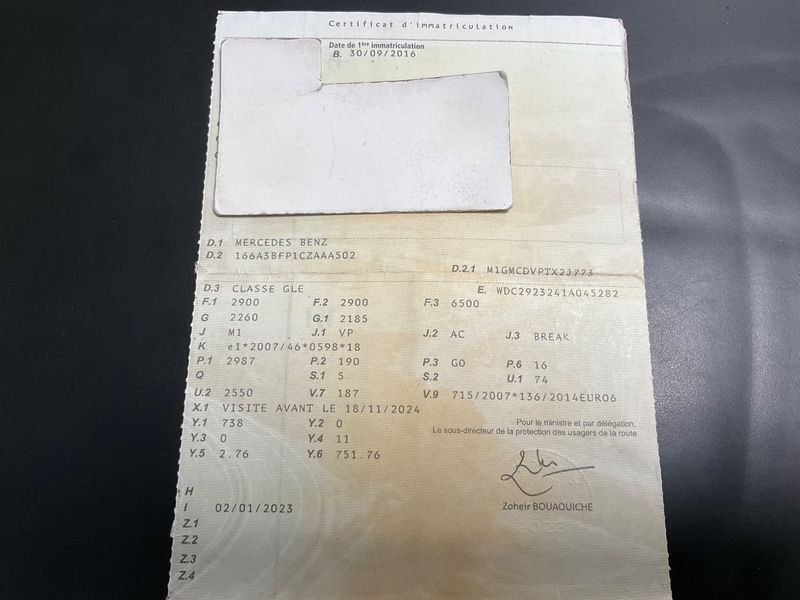 Certificat d'immatriculation
Date de 1ère immatriculation
B. 30/09/2016
D.1 MERCEDES BENZ
D.2 166A3BFP1CZAAA502
D.2.1 M1GMCDVPTX2J773
D.3 CLASSE GLE
E. WDC2923241A045282
F.1 2900 F.2 2900 F.3 6500
G 2260 G.1 2185
J M1 J.1 VP J.2 AC J.3 BREAK
K e1*2007/46*0598*18
P.1 2987 P.2 190 P.3 GO P.6 16
Q S.1 5 S.2 U.1 74
U.2 2550 V.7 187 V.9 715/2007*136/2014EURO6
X.1 VISITE AVANT LE 18/11/2024
Y.1 738 Y.2 0
Y.3 0 Y.4 11
Y.5 2.76 Y.6 751.76
Pour le ministre et par délégation,
Le sous-directeur de la protection des usagers de la route
Zoheir BOUAOUICHE
H
I 02/01/2023
Z.1
Z.2
Z.3
Z.4